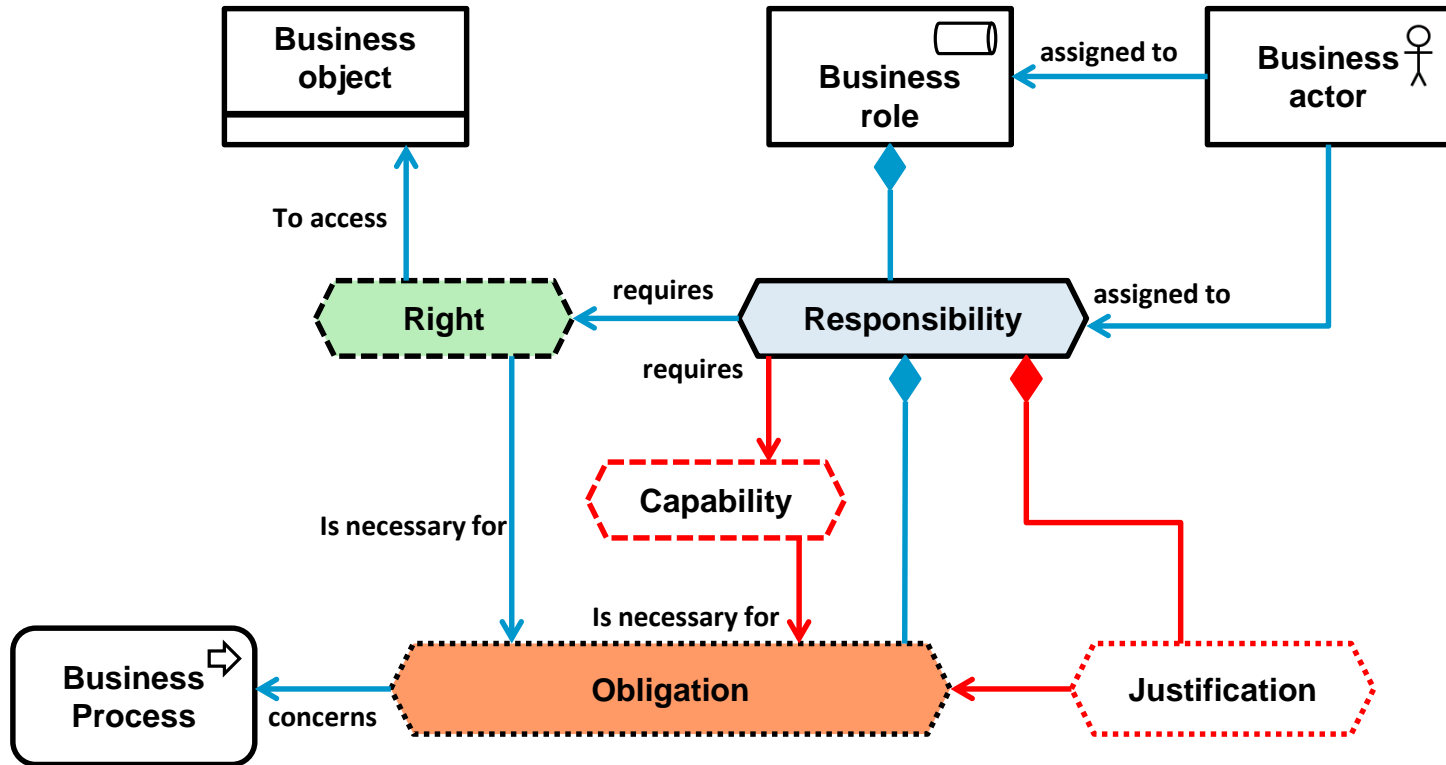 Business
object
Business
role
assigned to
Business
actor
To access
Right
requires
Responsibility
assigned to
requires
Capability
Is necessary for
Is necessary for
Business
Process
concerns
Obligation
Justification